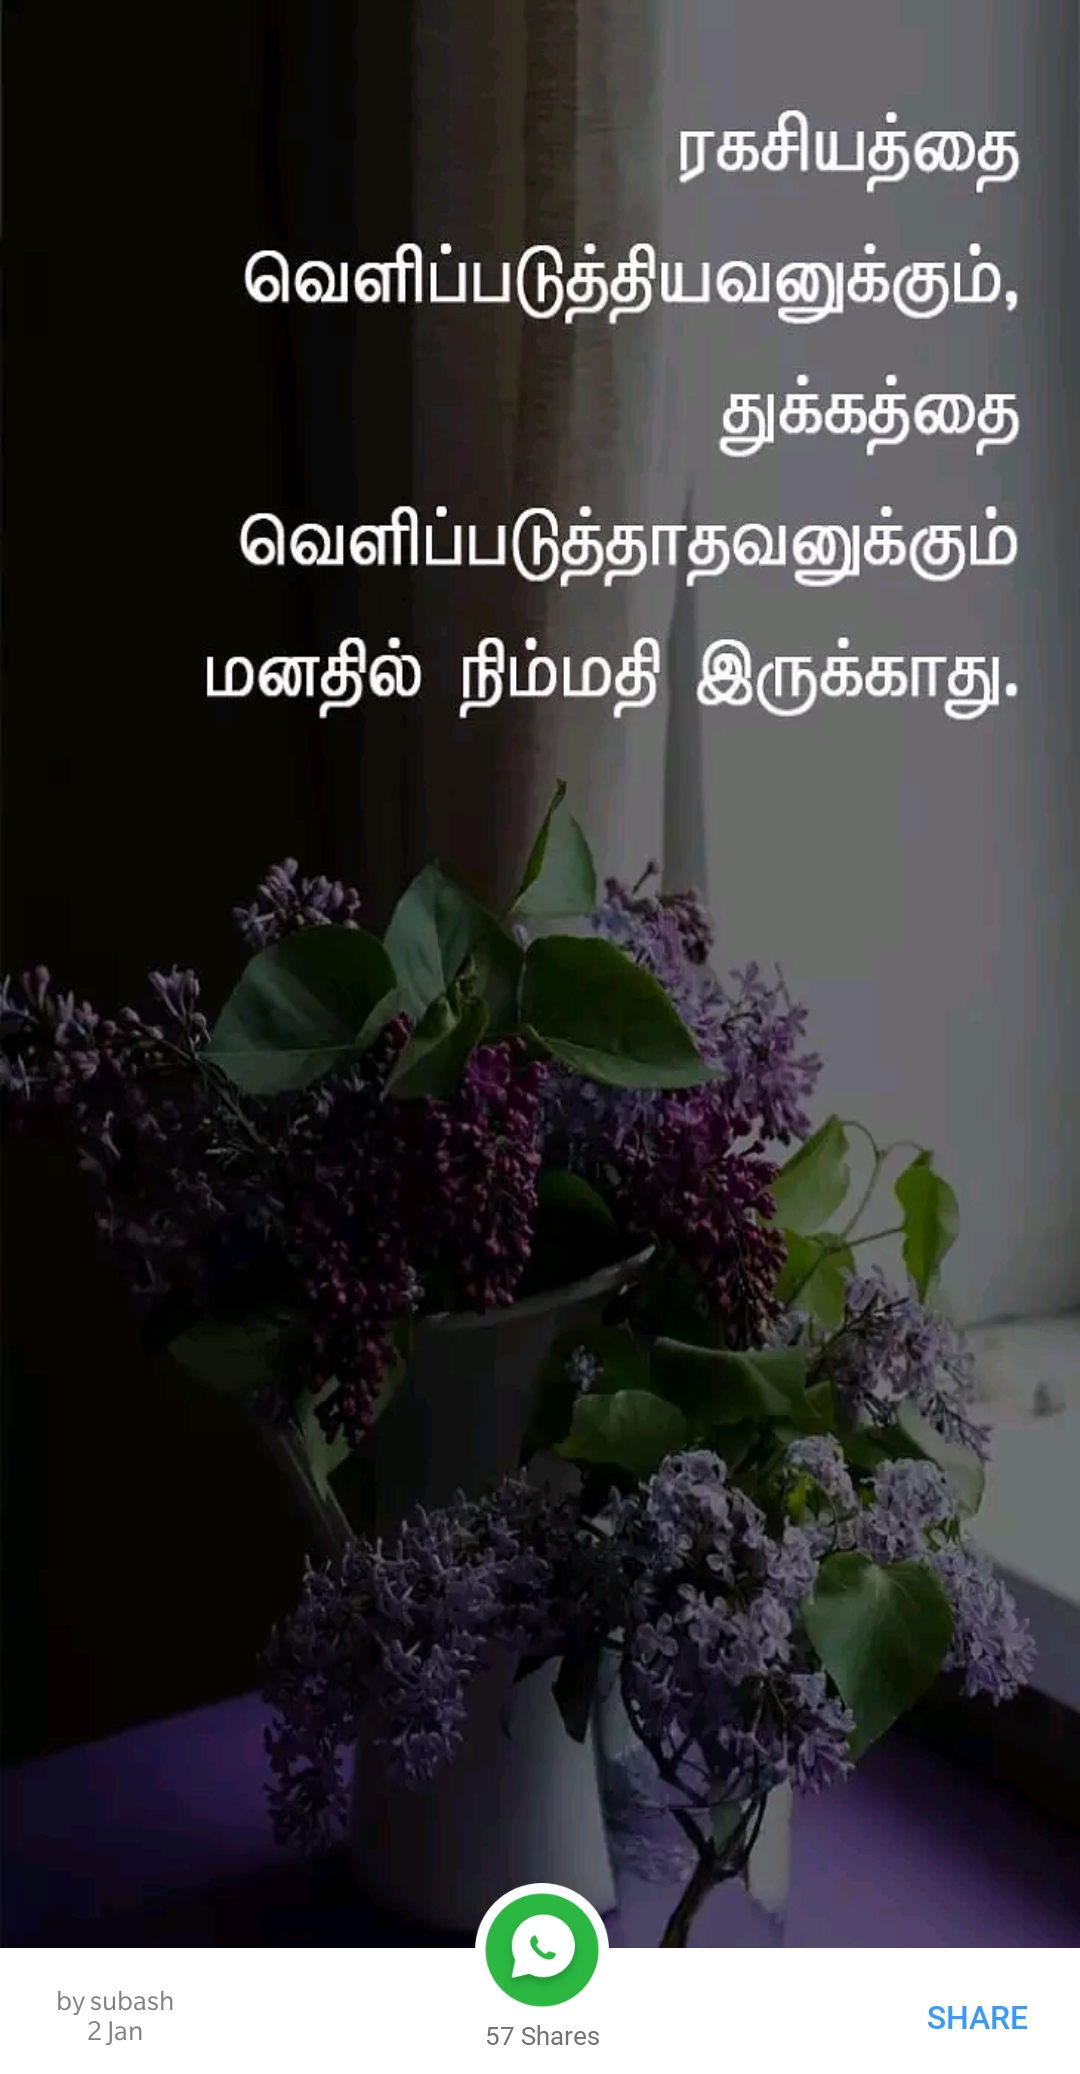 ரகசியத்தை
வெளிப்படுத்தியவனுக்கும்,
துக்கத்தை
வெளிப்படுத்தாதவனுக்கும்
மனதில் நிம்மதி இருக்காது.
by subash
2 Jan
57 Shares
SHARE